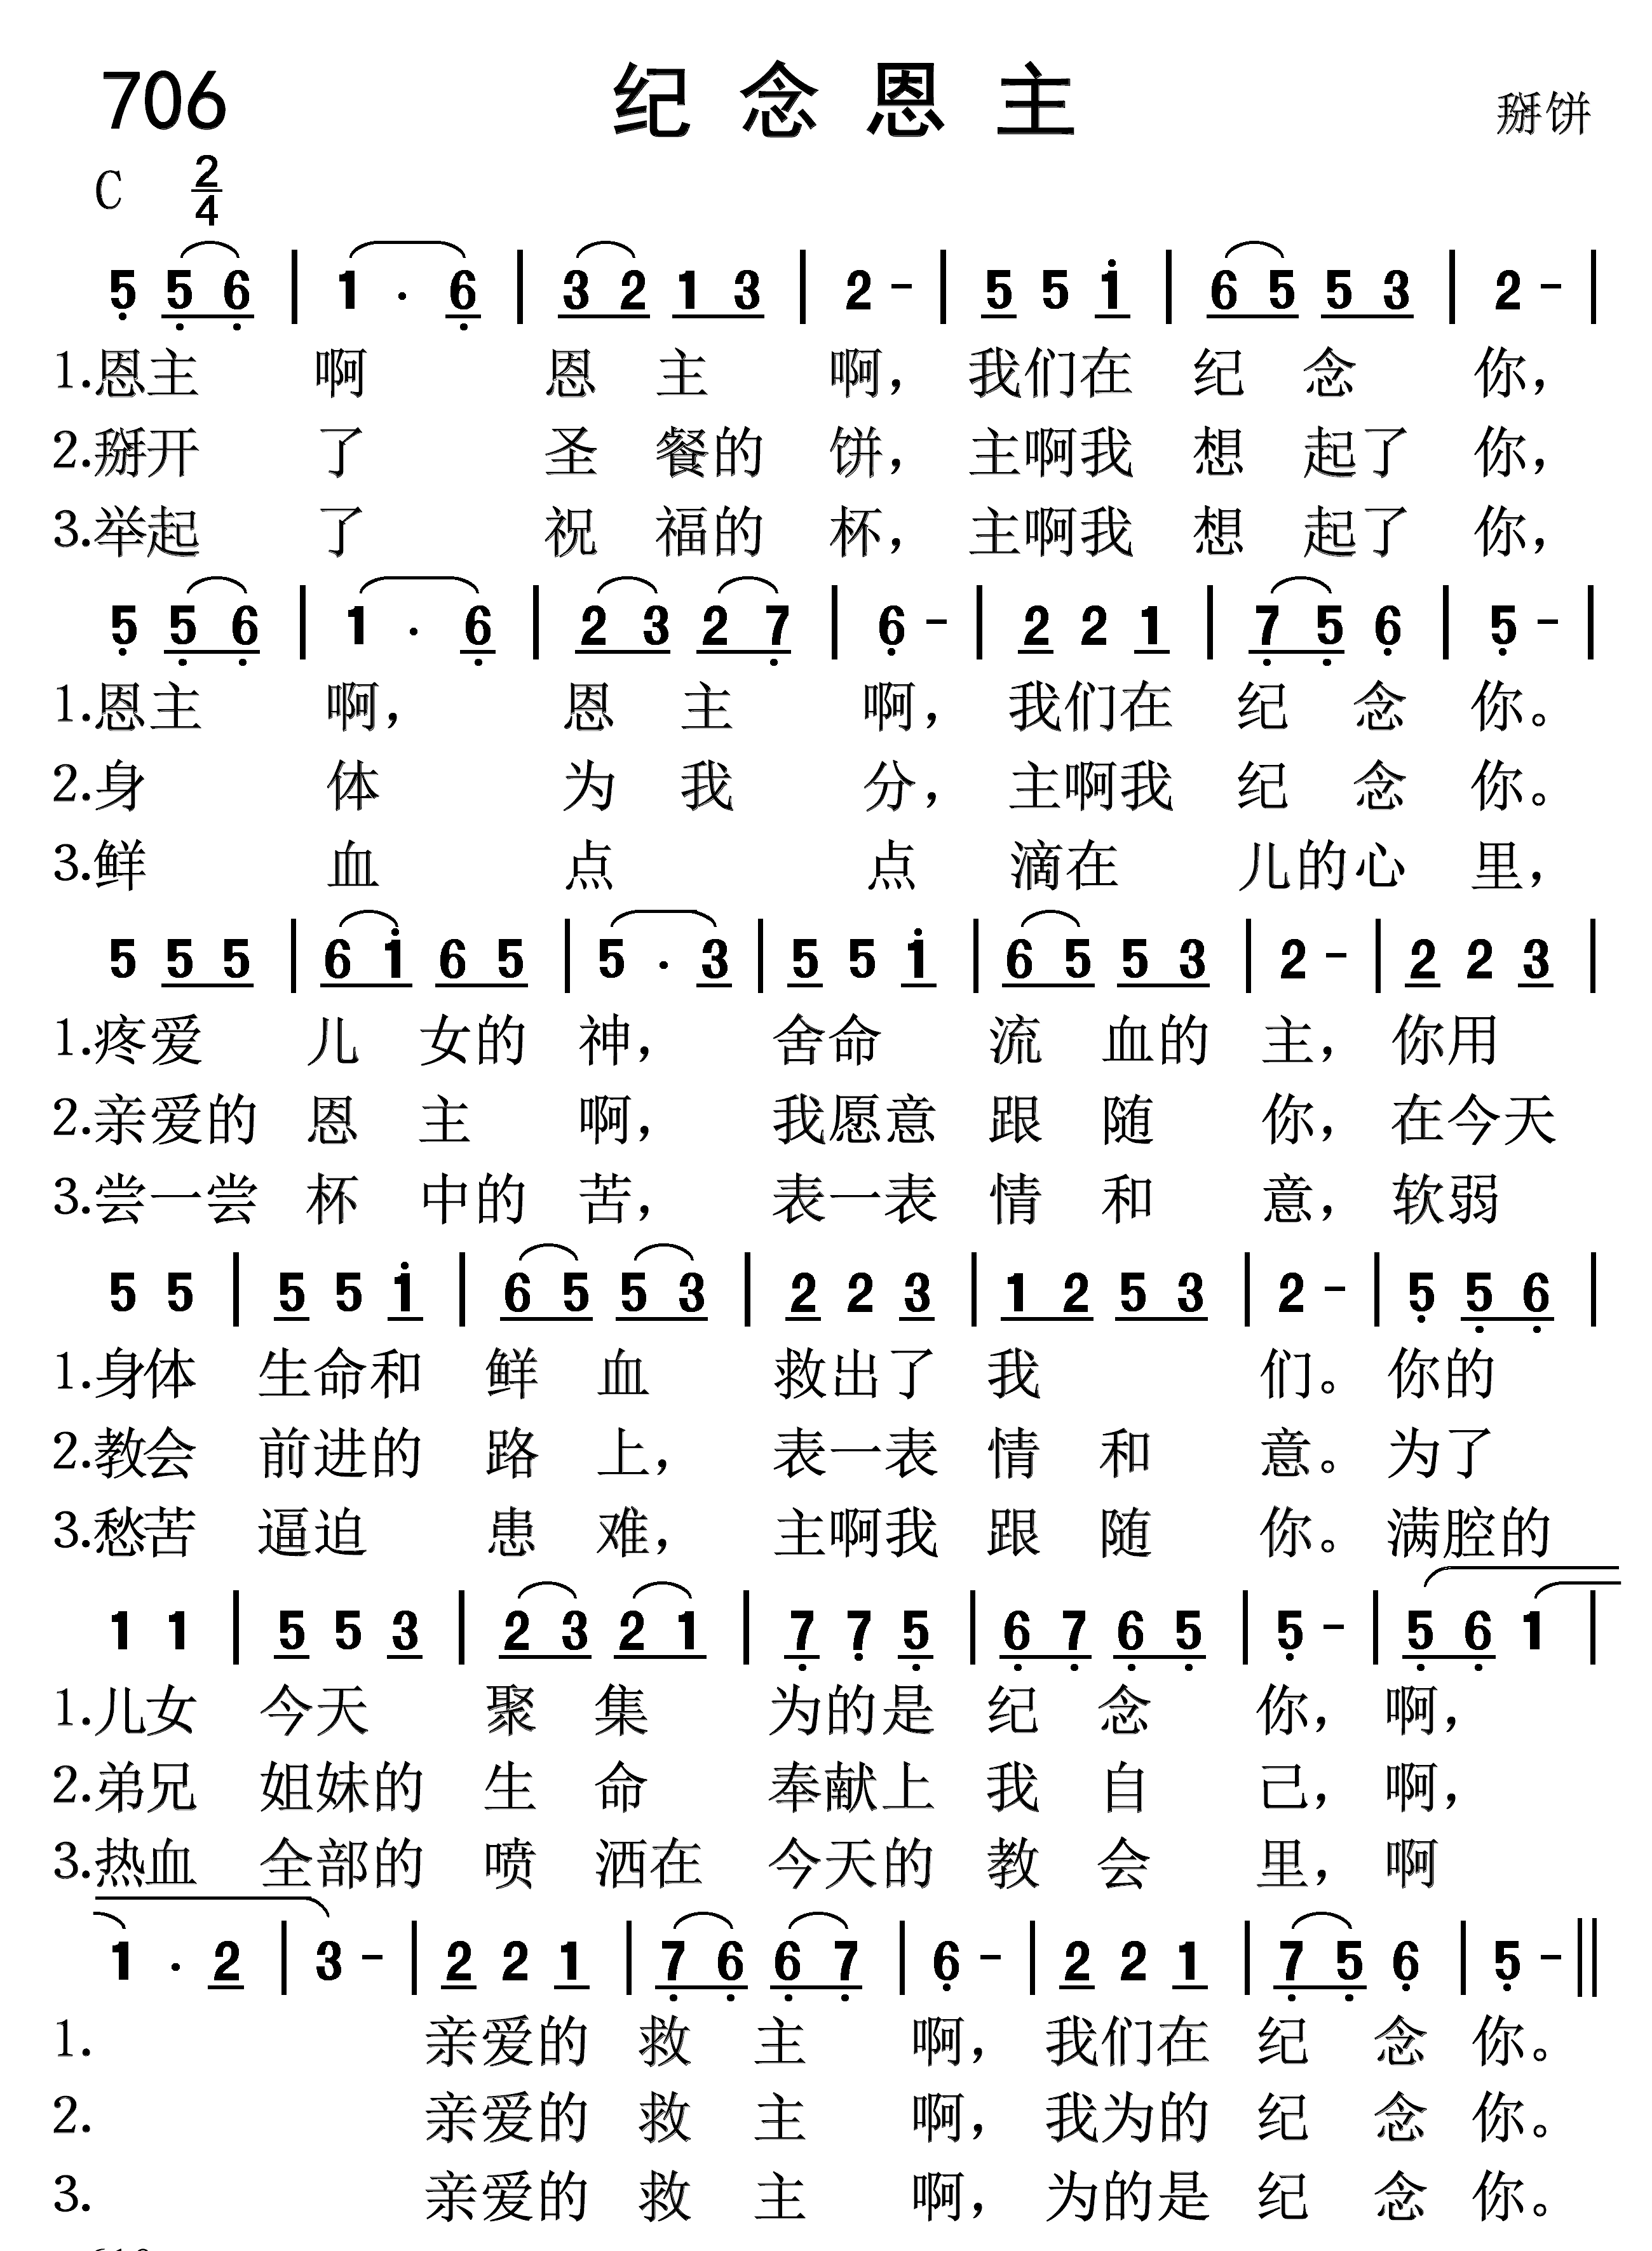 706 纪念恩主 掰饼
C 2/4
5 5 6 | 1 · 6 | 3 2 1 3 | 2 - | 5 5 1 | 6 5 5 3 | 2 - |
1.恩主 啊 恩 主 啊， 我们在 纪 念 你，
2.掰开 了 圣 餐的 饼， 主啊我 想 起了 你，
3.举起 了 祝 福的 杯， 主啊我 想 起了 你，
5 5 6 | 1 · 6 | 2 3 2 7 | 6 - | 2 2 1 | 7 5 6 | 5 - |
1.恩主 啊， 恩 主 啊， 我们在 纪 念 你。
2.身 体 为 我 分， 主啊我 纪 念 你。
3.鲜 血 点 点 滴在 儿的心 里，
5 5 5 | 6 1 6 5 | 5 · 3 | 5 5 1 | 6 5 5 3 | 2 - | 2 2 3 |
1.疼爱 儿 女的 神， 舍命 流 血的 主， 你用
2.亲爱的 恩 主 啊， 我愿意 跟 随 你， 在今天
3.尝一尝 杯 中的 苦， 表一表 情 和 意， 软弱
5 5 | 5 5 1 | 6 5 5 3 | 2 2 3 | 1 2 5 3 | 2 - | 5 5 6 |
1.身体 生命和 鲜 血 救出了 我 们。 你的
2.教会 前进的 路 上， 表一表 情 和 意。 为了
3.愁苦 逼迫 患 难， 主啊我 跟 随 你。 满腔的
1 1 | 5 5 3 | 2 3 2 1 | 7 7 5 | 6 7 6 5 | 5 - | 5 6 1 |
1.儿女 今天 聚 集 为的是 纪 念 你， 啊，
2.弟兄 姐妹的 生 命 奉献上 我 自 己， 啊，
3.热血 全部的 喷 洒在 今天的 教 会 里， 啊
1 · 2 | 3 - | 2 2 1 | 7 6 6 7 | 6 - | 2 2 1 | 7 5 6 | 5 - ||
1. 亲爱的 救 主 啊， 我们在 纪 念 你。
2. 亲爱的 救 主 啊， 我为的 纪 念 你。
3. 亲爱的 救 主 啊， 为的是 纪 念 你。